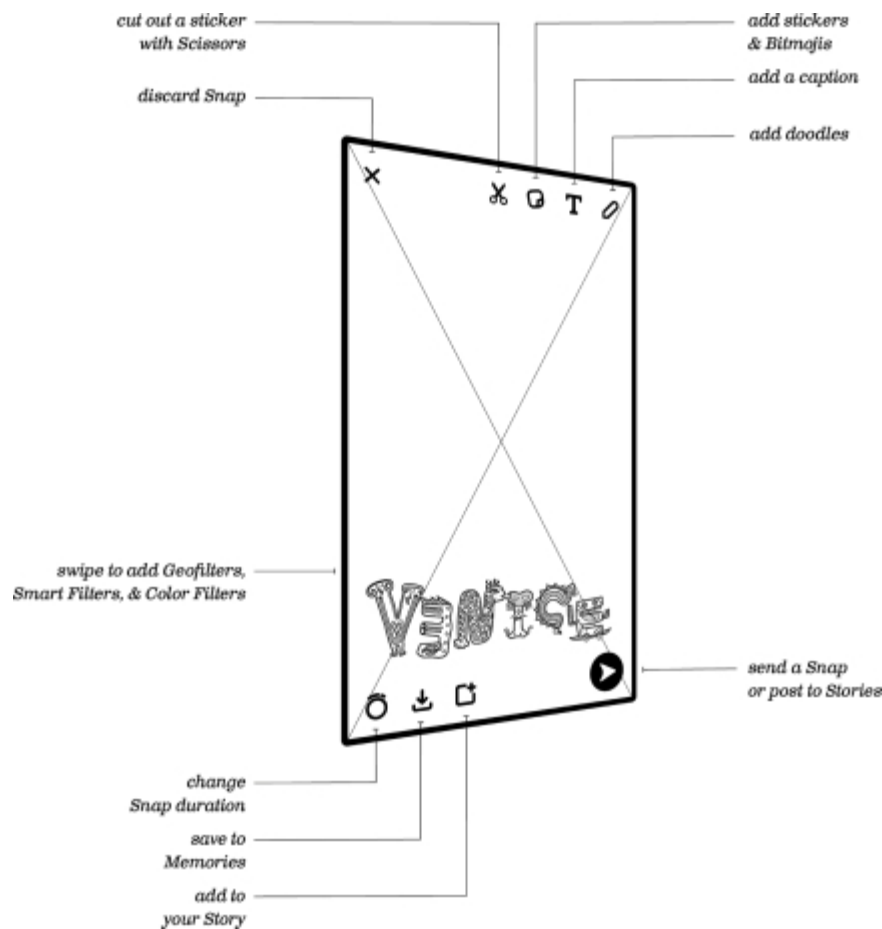 cut out a sticker
with Scissors
discard Snap
add stickers
& Bitmojis
add a caption
add doodles
T
swipe to add Geofilters,
Smart Filters, & Color Filters
VENICE
send a Snap
or post to Stories
change
Snap duration
save to
Memories
add to
your Story